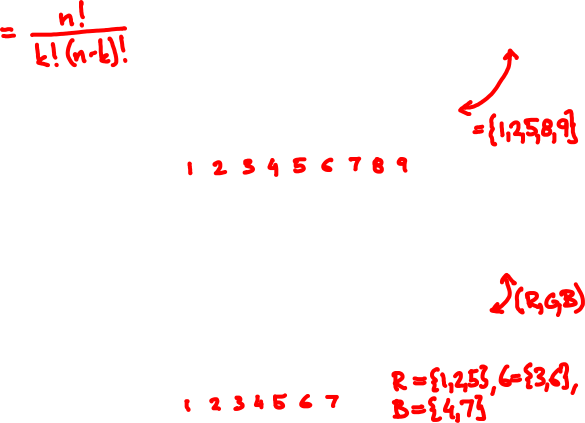 = n! / k!(n-k)!
= {1,2,5,8,9}
1 2 3 4 5 6 7 8 9
(R,G,B)
R = {1,2,5}, G={3,6},
1 2 3 4 5 6 7
B = {4,7}